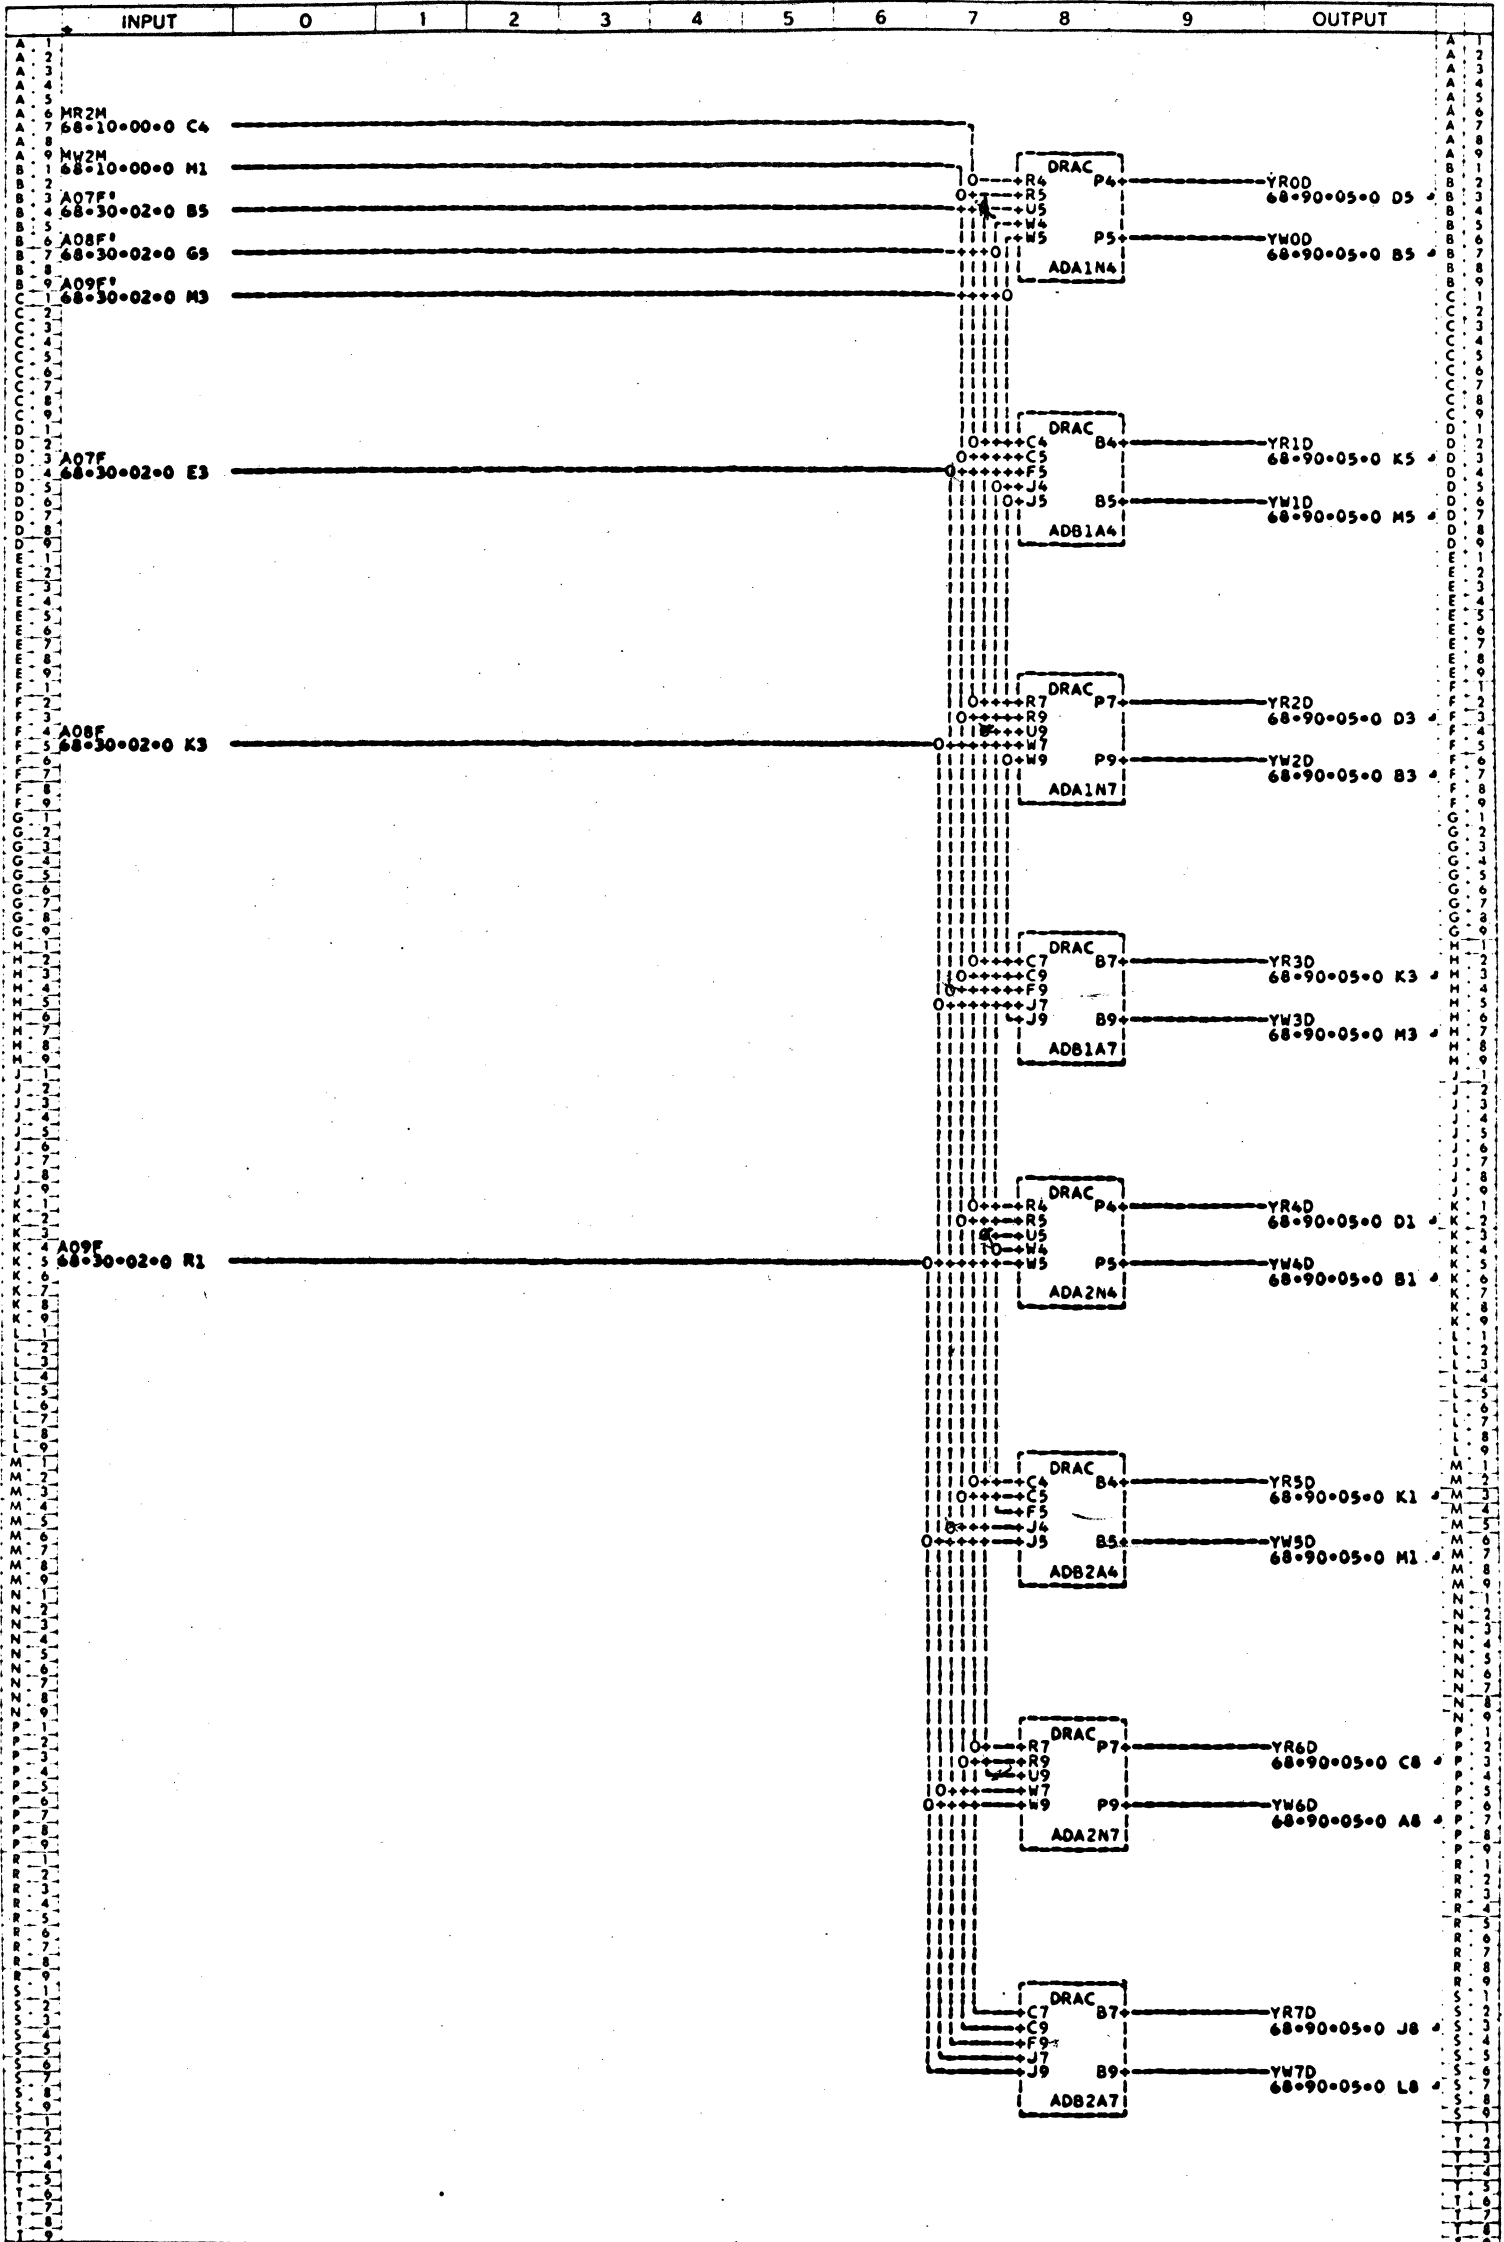 INPUT 0 1 2 3 4 5 6 7 8 9 OUTPUT
MR2M
68•10•00•0 C4
MW2M
68•10•00•0 M1
A07F'
68•30•02•0 B5
A08F'
68•30•02•0 G5
A09F'
68•30•02•0 M3
DRAC
R4 P4
R5
U5
W4
W5 P5
ADA1N4
YR0D
68•90•05•0 D5
YW0D
68•90•05•0 B5
A07F
68•30•02•0 E3
DRAC
C4 B4
C5
F5
J4
J5 B5
ADB1A4
YR1D
68•90•05•0 K5
YW1D
68•90•05•0 M5
A08F
68•30•02•0 K3
DRAC
R7 P7
R9
U9
W7
W9 P9
ADA1N7
YR2D
68•90•05•0 D3
YW2D
68•90•05•0 B3
DRAC
C7 B7
C9
F9
J7
J9 B9
ADB1A7
YR3D
68•90•05•0 K3
YW3D
68•90•05•0 M3
A09F
68•30•02•0 R1
DRAC
R4 P4
R5
U5
W4
W5 P5
ADA2N4
YR4D
68•90•05•0 D1
YW4D
68•90•05•0 B1
DRAC
C4 B4
C5
F5
J4
J5 B5
ADB2A4
YR5D
68•90•05•0 K1
YW5D
68•90•05•0 M1
DRAC
R7 P7
R9
U9
W7
W9 P9
ADA2N7
YR6D
68•90•05•0 C8
YW6D
68•90•05•0 A8
DRAC
C7 B7
C9
F9
J7
J9 B9
ADB2A7
YR7D
68•90•05•0 J8
YW7D
68•90•05•0 L8